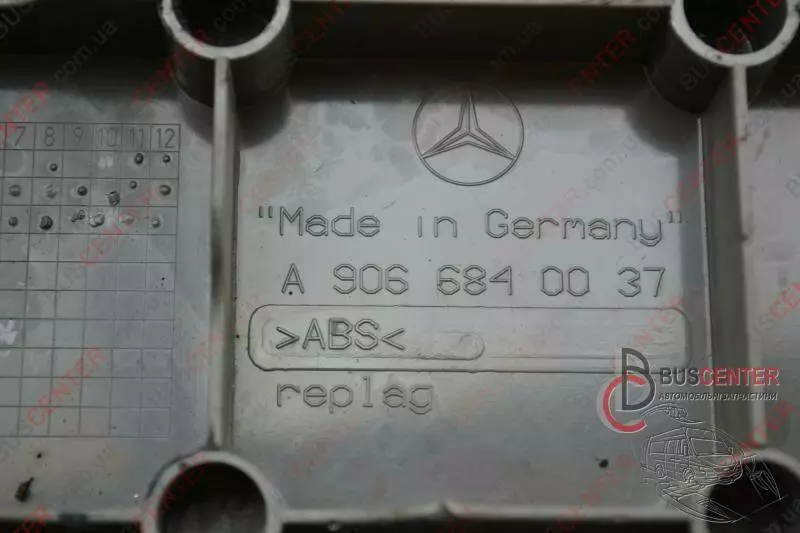 7 8 9 10 11 12
"Made in Germany"
A 906 684 00 37
>ABS<
replag
BUSCENTER
АВТОМОБІЛЬНІ ЗАПЧАСТИНИ